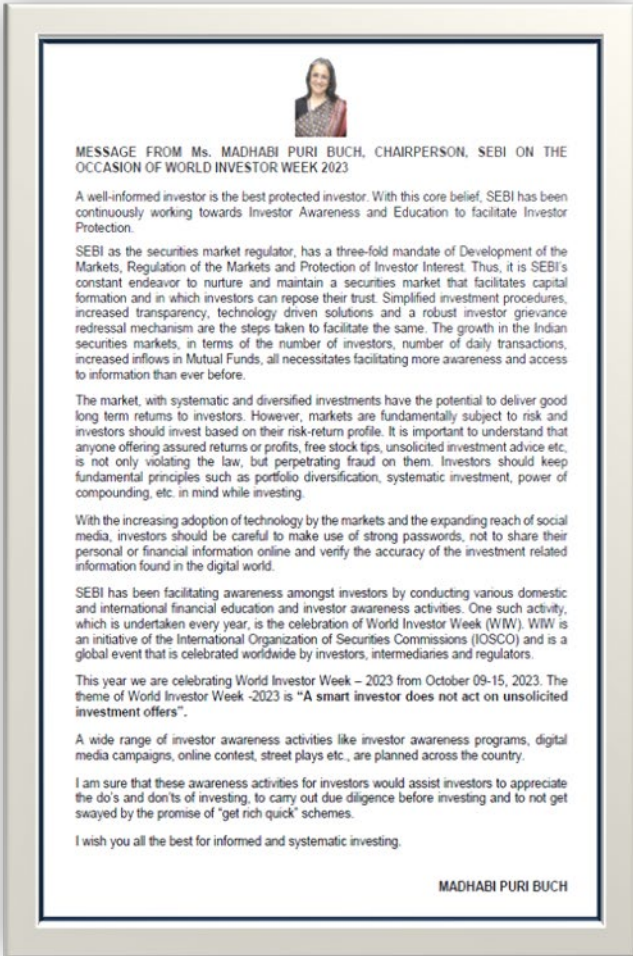 MESSAGE FROM Ms. MADHABI PURI BUCH, CHAIRPERSON, SEBI ON THE
OCCASION OF WORLD INVESTOR WEEK 2023
A well-informed investor is the best protected investor. With this core belief, SEBI has been
continuously working towards Investor Awareness and Education to facilitate Investor
Protection.
SEBI as the securities market regulator, has a three-fold mandate of Development of the
Markets, Regulation of the Markets and Protection of Investor Interest. Thus, it is SEBI's
constant endeavor to nurture and maintain a securities market that facilitates capital
formation and in which investors can repose their trust. Simplified investment procedures,
increased transparency, technology driven solutions and a robust investor grievance
redressal mechanism are the steps taken to facilitate the same. The growth in the Indian
securities markets, in terms of the number of investors, number of daily transactions,
increased inflows in Mutual Funds, all necessitates facilitating more awareness and access
to information than ever before.
The market, with systematic and diversified investments have the potential to deliver good
long term returns to investors. However, markets are fundamentally subject to risk and
investors should invest based on their risk-return profile. It is important to understand that
anyone offering assured returns or profits, free stock tips, unsolicited investment advice etc,
is not only violating the law, but perpetrating fraud on them. Investors should keep
fundamental principles such as portfolio diversification, systematic investment, power of
compounding, etc. in mind while investing.
With the increasing adoption of technology by the markets and the expanding reach of social
media, investors should be careful to make use of strong passwords, not to share their
personal or financial information online and verify the accuracy of the investment related
information found in the digital world.
SEBI has been facilitating awareness amongst investors by conducting various domestic
and international financial education and investor awareness activities. One such activity,
which is undertaken every year, is the celebration of World Investor Week (WIW). WIW is
an initiative of the International Organization of Securities Commissions (IOSCO) and is a
global event that is celebrated worldwide by investors, intermediaries and regulators.
This year we are celebrating World Investor Week – 2023 from October 09-15, 2023. The
theme of World Investor Week -2023 is “A smart investor does not act on unsolicited
investment offers”.
A wide range of investor awareness activities like investor awareness programs, digital
media campaigns, online contest, street plays etc., are planned across the country.
I am sure that these awareness activities for investors would assist investors to appreciate
the do's and don'ts of investing, to carry out due diligence before investing and to not get
swayed by the promise of “get rich quick” schemes.
I wish you all the best for informed and systematic investing.
MADHABI PURI BUCH